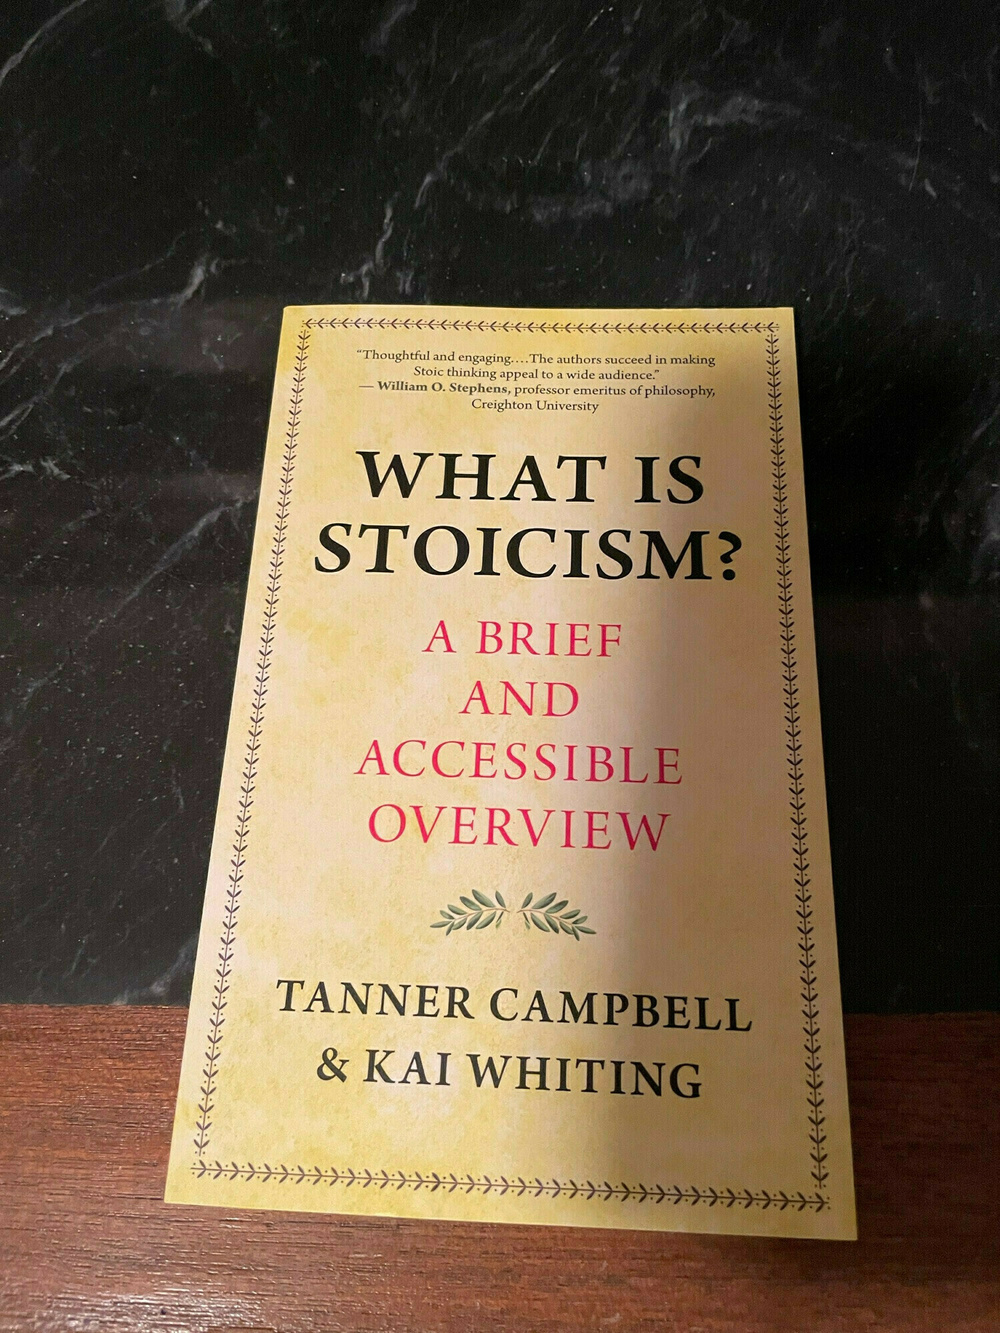 “Thoughtful and engaging....The authors succeed in making
Stoic thinking appeal to a wide audience.”
— William O. Stephens, professor emeritus of philosophy,
Creighton University
WHAT IS
STOICISM?
A BRIEF
AND
ACCESSIBLE
OVERVIEW
TANNER CAMPBELL
& KAI WHITING